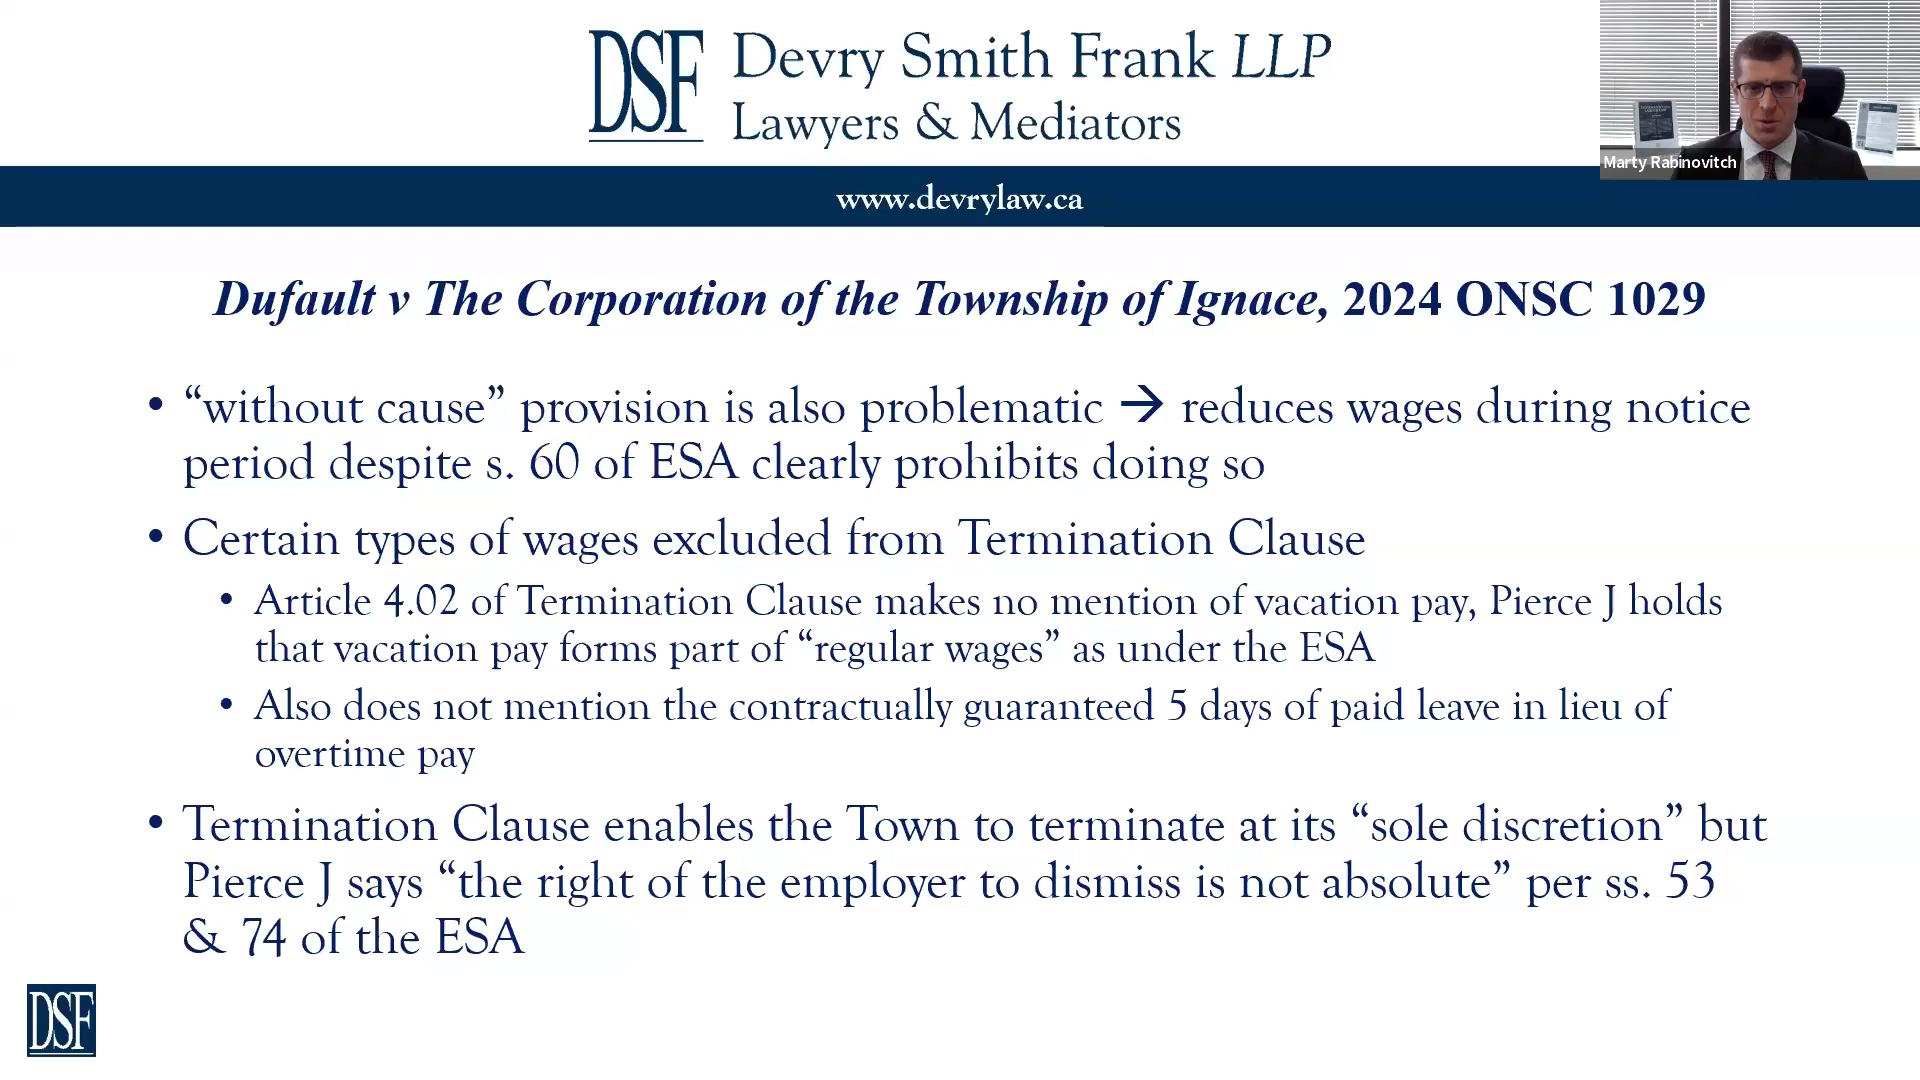 DSF
Devry Smith Frank LLP
Lawyers & Mediators
Marty Rabinovitch
www.devrylaw.ca
Dufault v The Corporation of the Township of Ignace, 2024 ONSC 1029
• “without cause” provision is also problematic → reduces wages during notice
period despite s. 60 of ESA clearly prohibits doing so
• Certain types of wages excluded from Termination Clause
• Article 4.02 of Termination Clause makes no mention of vacation pay, Pierce J holds
that vacation pay forms part of “regular wages” as under the ESA
• Also does not mention the contractually guaranteed 5 days of paid leave in lieu of
overtime pay
• Termination Clause enables the Town to terminate at its “sole discretion” but
Pierce J says “the right of the employer to dismiss is not absolute” per ss. 53
& 74 of the ESA
DSF